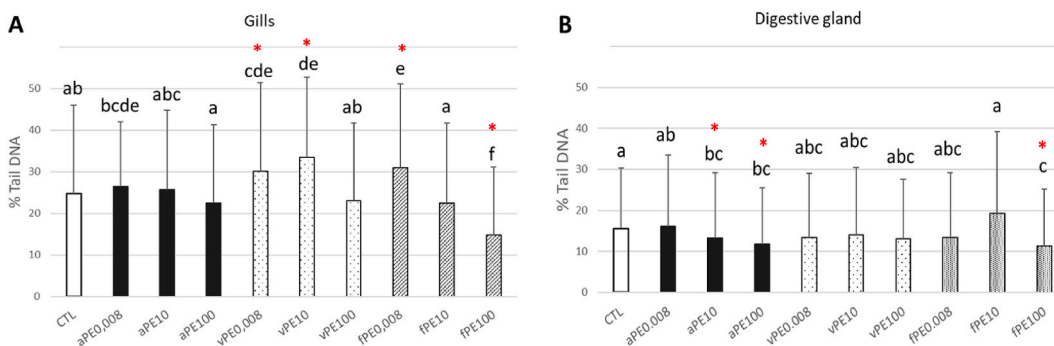 A
Gills
% Tail DNA
50
40
30
20
10
0
ab
bcde
abc
a
*
cde
*
de
ab
*
e
a
*
f
CTL
aPE0,008
aPE10
aPE100
vPE0,008
vPE10
vPE100
fPE0,008
fPE10
fPE100
B
Digestive gland
% Tail DNA
50
40
30
20
10
0
a
ab
*
bc
*
bc
abc
abc
abc
abc
a
*
c
CTL
aPE0,008
aPE10
aPE100
vPE0,008
vPE10
vPE100
fPE0,008
fPE10
fPE100